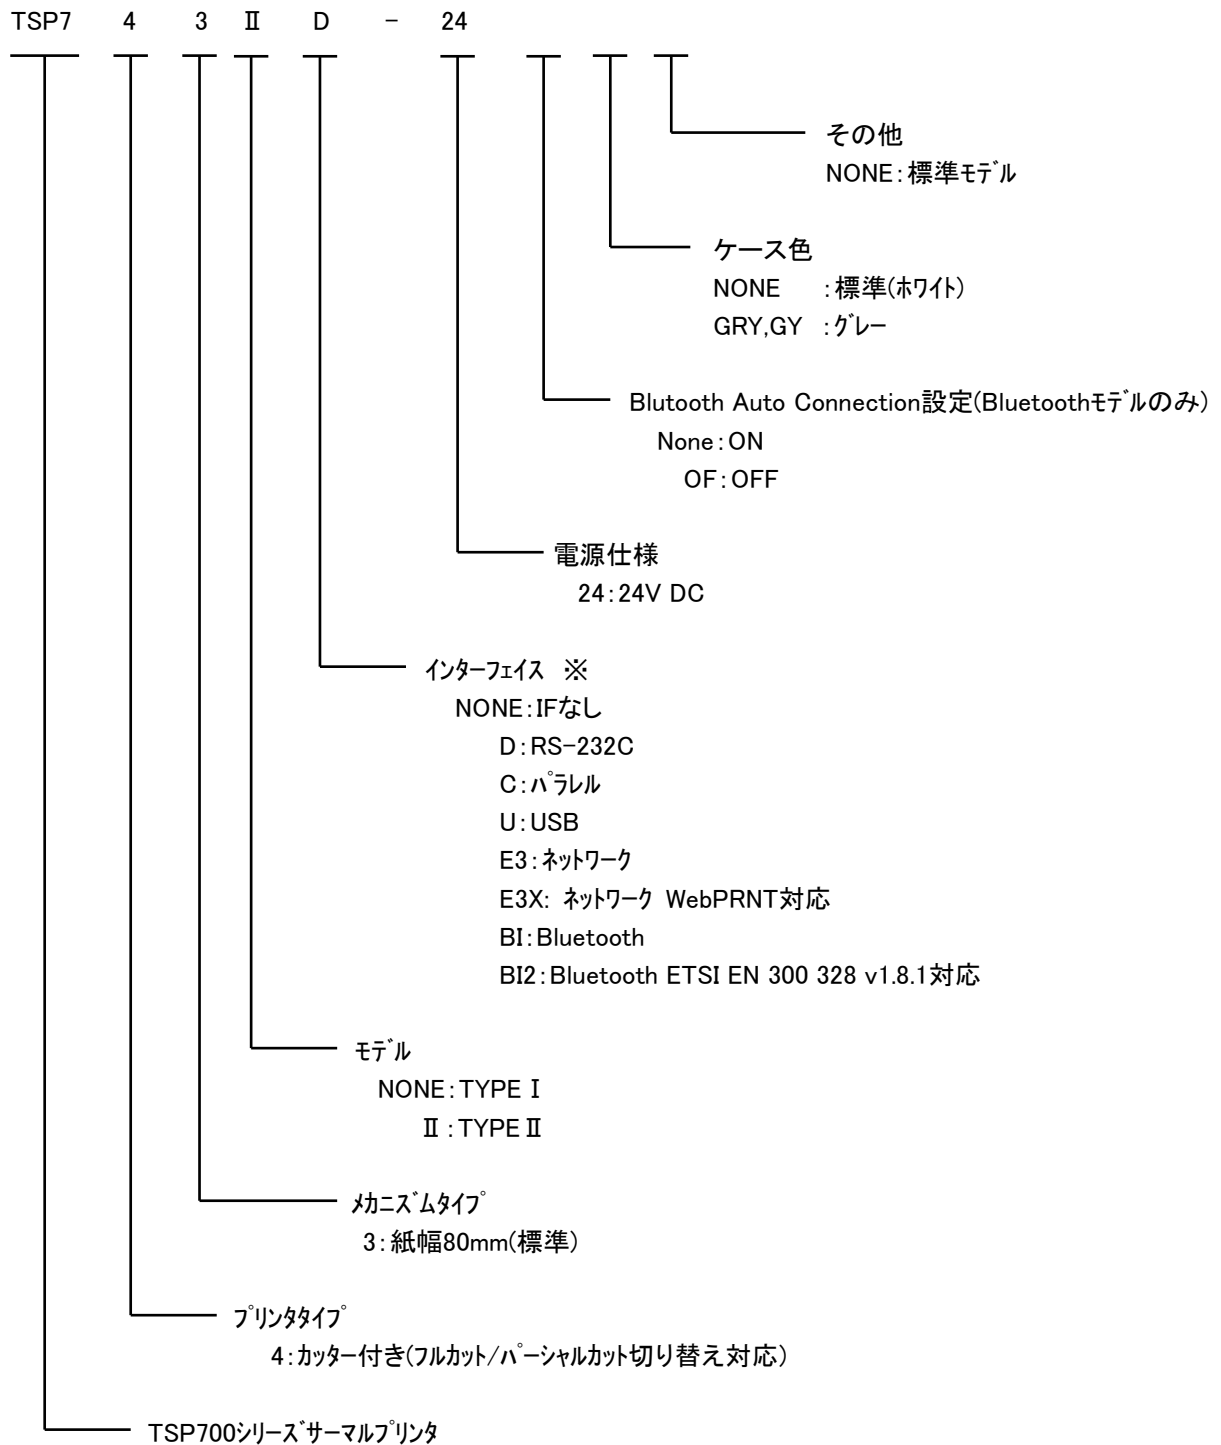 TSP7 4 3 Ⅱ D - 24
その他
NONE:標準ﾓﾃﾞﾙ
ケース色
NONE :標準(ﾎﾜｲﾄ)
GRY,GY :ｸﾞﾚｰ
Blutooth Auto Connection設定(Bluetoothﾓﾃﾞﾙのみ)
None:ON
OF:OFF
電源仕様
24:24V DC
ｲﾝﾀｰﾌｪｲｽ ※
NONE:IFなし
D:RS-232C
C:ﾊﾟﾗﾚﾙ
U:USB
E3:ﾈｯﾄﾜｰｸ
E3X: ﾈｯﾄﾜｰｸ WebPRNT対応
BI:Bluetooth
BI2:Bluetooth ETSI EN 300 328 v1.8.1対応
ﾓﾃﾞﾙ
NONE:TYPEⅠ
Ⅱ:TYPEⅡ
ﾒｶﾆｽﾞﾑﾀｲﾌﾟ
3:紙幅80mm(標準)
ﾌﾟﾘﾝﾀﾀｲﾌﾟ
4:ｶｯﾀｰ付き(ﾌﾙｶｯﾄ/ﾊﾟｰｼｬﾙｶｯﾄ切り替え対応)
TSP700ｼﾘｰｽﾞｻｰﾏﾙﾌﾟﾘﾝﾀ